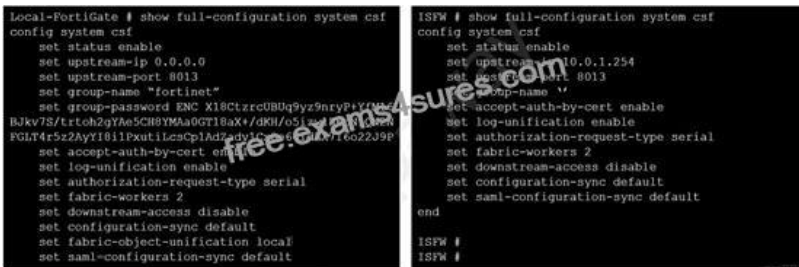 Local-FortiGate # show full-configuration system csf
config system csf
set status enable
set upstream-ip 0.0.0.0
set upstream-port 8013
set group-name "fortinet"
set group-password ENC
set accept-auth-by-cert
set log-unification enable
set authorization-request-type serial
set fabric-workers 2
set downstream-access disable
set configuration-sync default
set fabric-object-unification local
set saml-configuration-sync default
ISFW # show full-configuration system csf
config system csf
set status enable
set 10.0.1.254
set 8013
set accept-auth-by-cert enable
set log-unification enable
set authorization-request-type serial
set fabric-workers 2
set downstream-access disable
set configuration-sync default
set saml-configuration-sync default
end
ISFW #
ISFW #
free.exams4sures.com